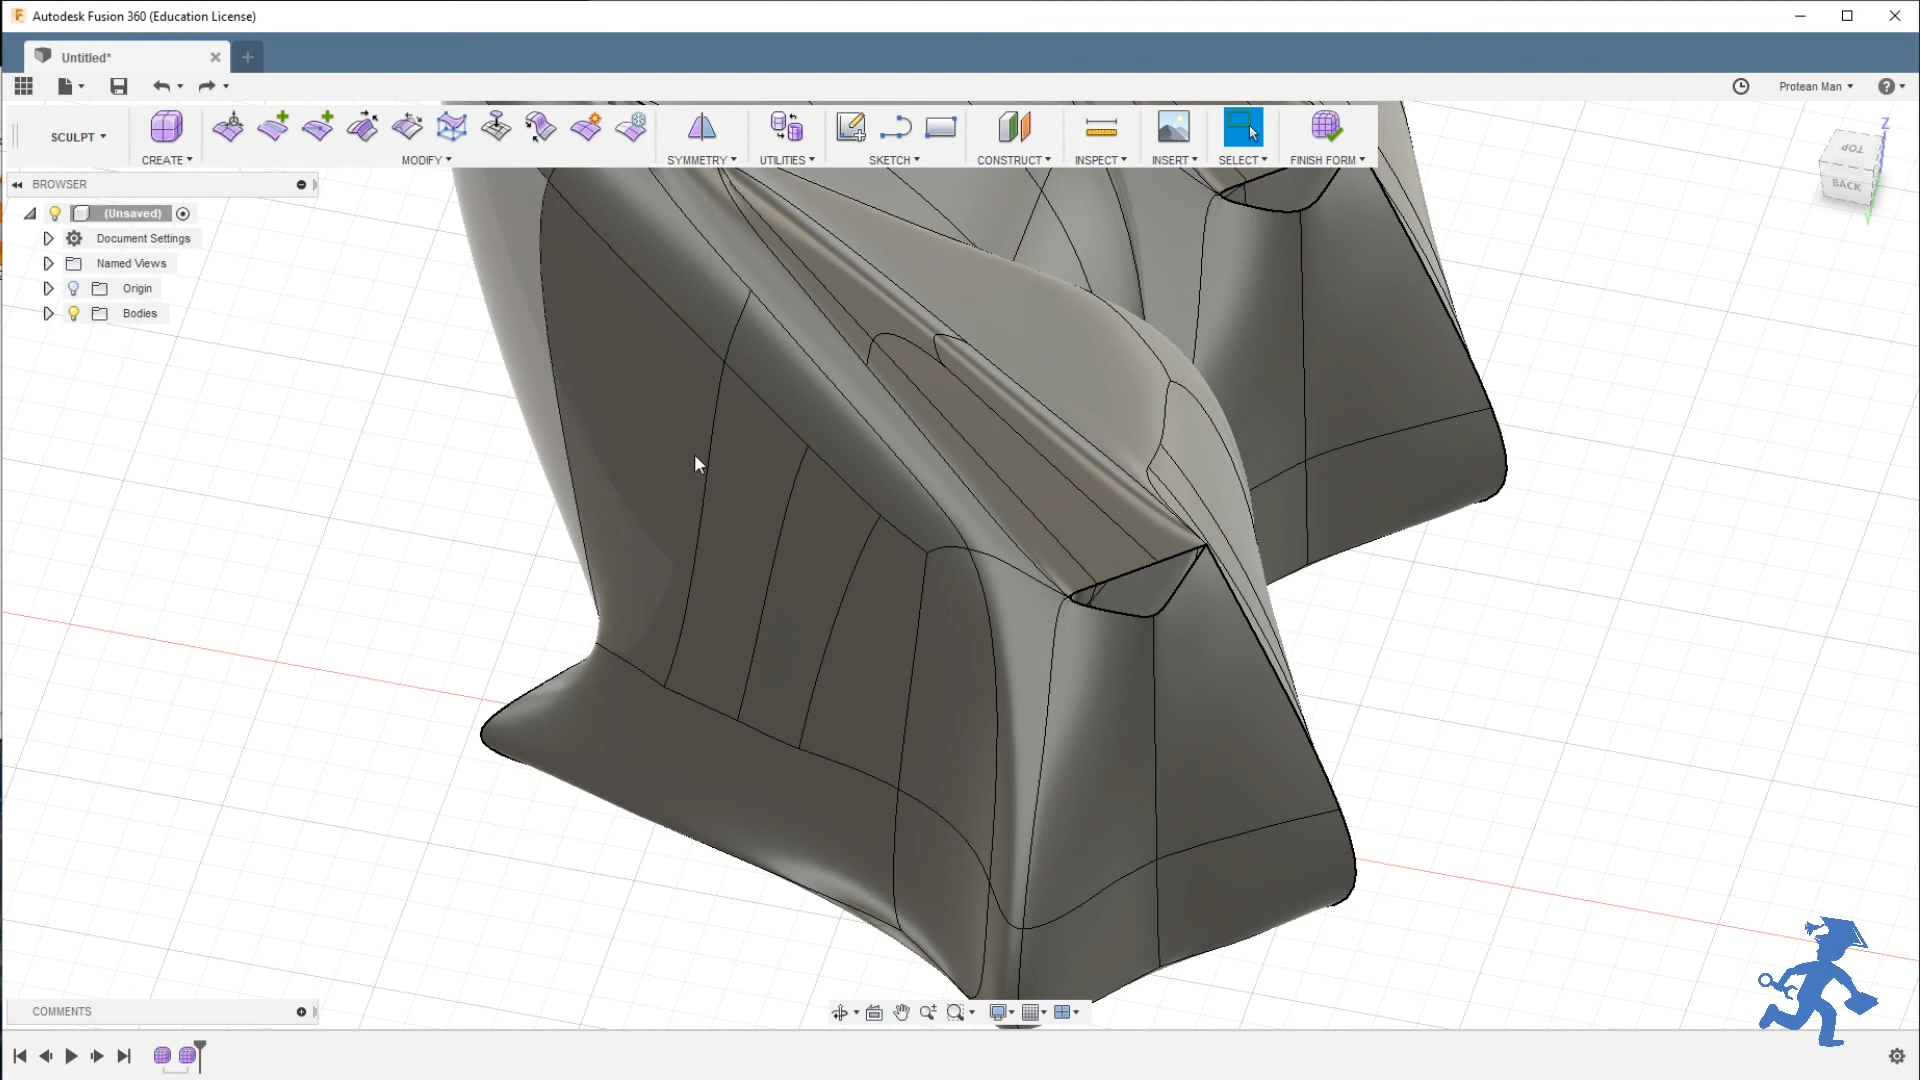 Autodesk Fusion 360 (Education License)
Untitled*
Protean Man
SCULPT
CREATE
MODIFY
SYMMETRY
UTILITIES
SKETCH
CONSTRUCT
INSPECT
INSERT
SELECT
FINISH FORM
Z
TOP
BACK
BROWSER
(Unsaved)
Document Settings
Named Views
Origin
Bodies
COMMENTS